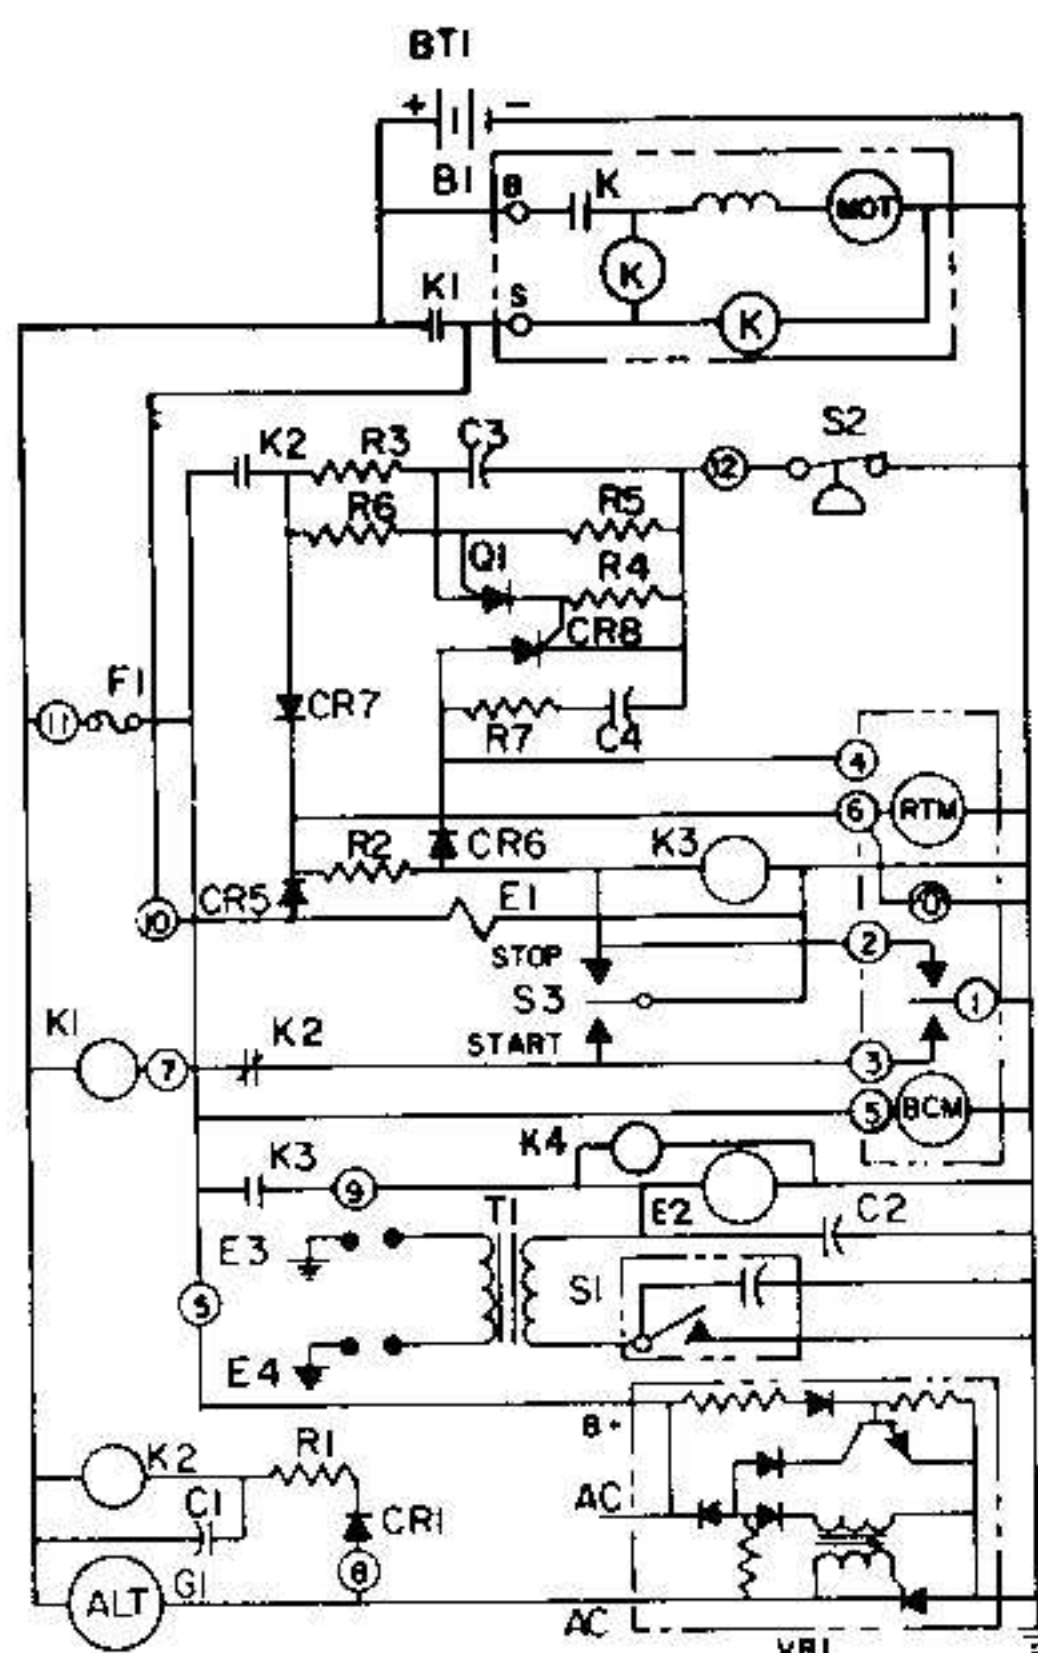 BT1
+ −
B1 B K MOT
K
K1 S K
S2
K2 R3 C3 12
R6 R5
Q1 R4
CR8
F1 CR7
11
R7 C4
4
6 RTM
R2 CR6 K3
CR5 E1
10
STOP 2
S3 1
K1 K2 START
7 3
5 BCM
K4
K3
9
T1 E2 C2
E3
S1
5
E4
B+
K2 R1
C1 AC
CR1
8
ALT G1
AC
VR1